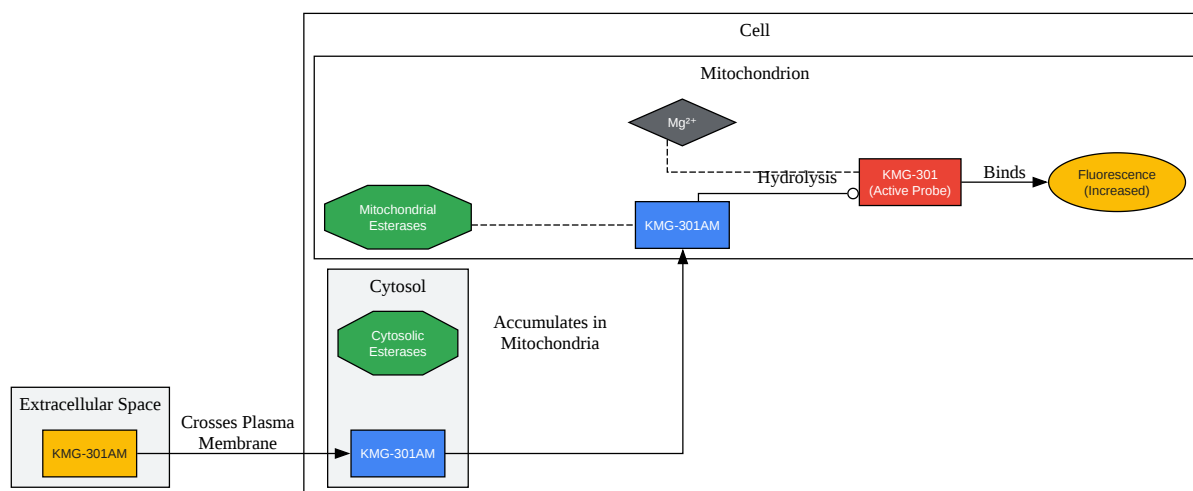 Cell
Mitochondrion
Mg²⁺
Hydrolysis
KMG-301
(Active Probe)
Binds
Fluorescence
(Increased)
Mitochondrial
Esterases
KMG-301AM
Cytosol
Cytosolic
Esterases
Accumulates in
Mitochondria
Extracellular Space
KMG-301AM
Crosses Plasma
Membrane
KMG-301AM